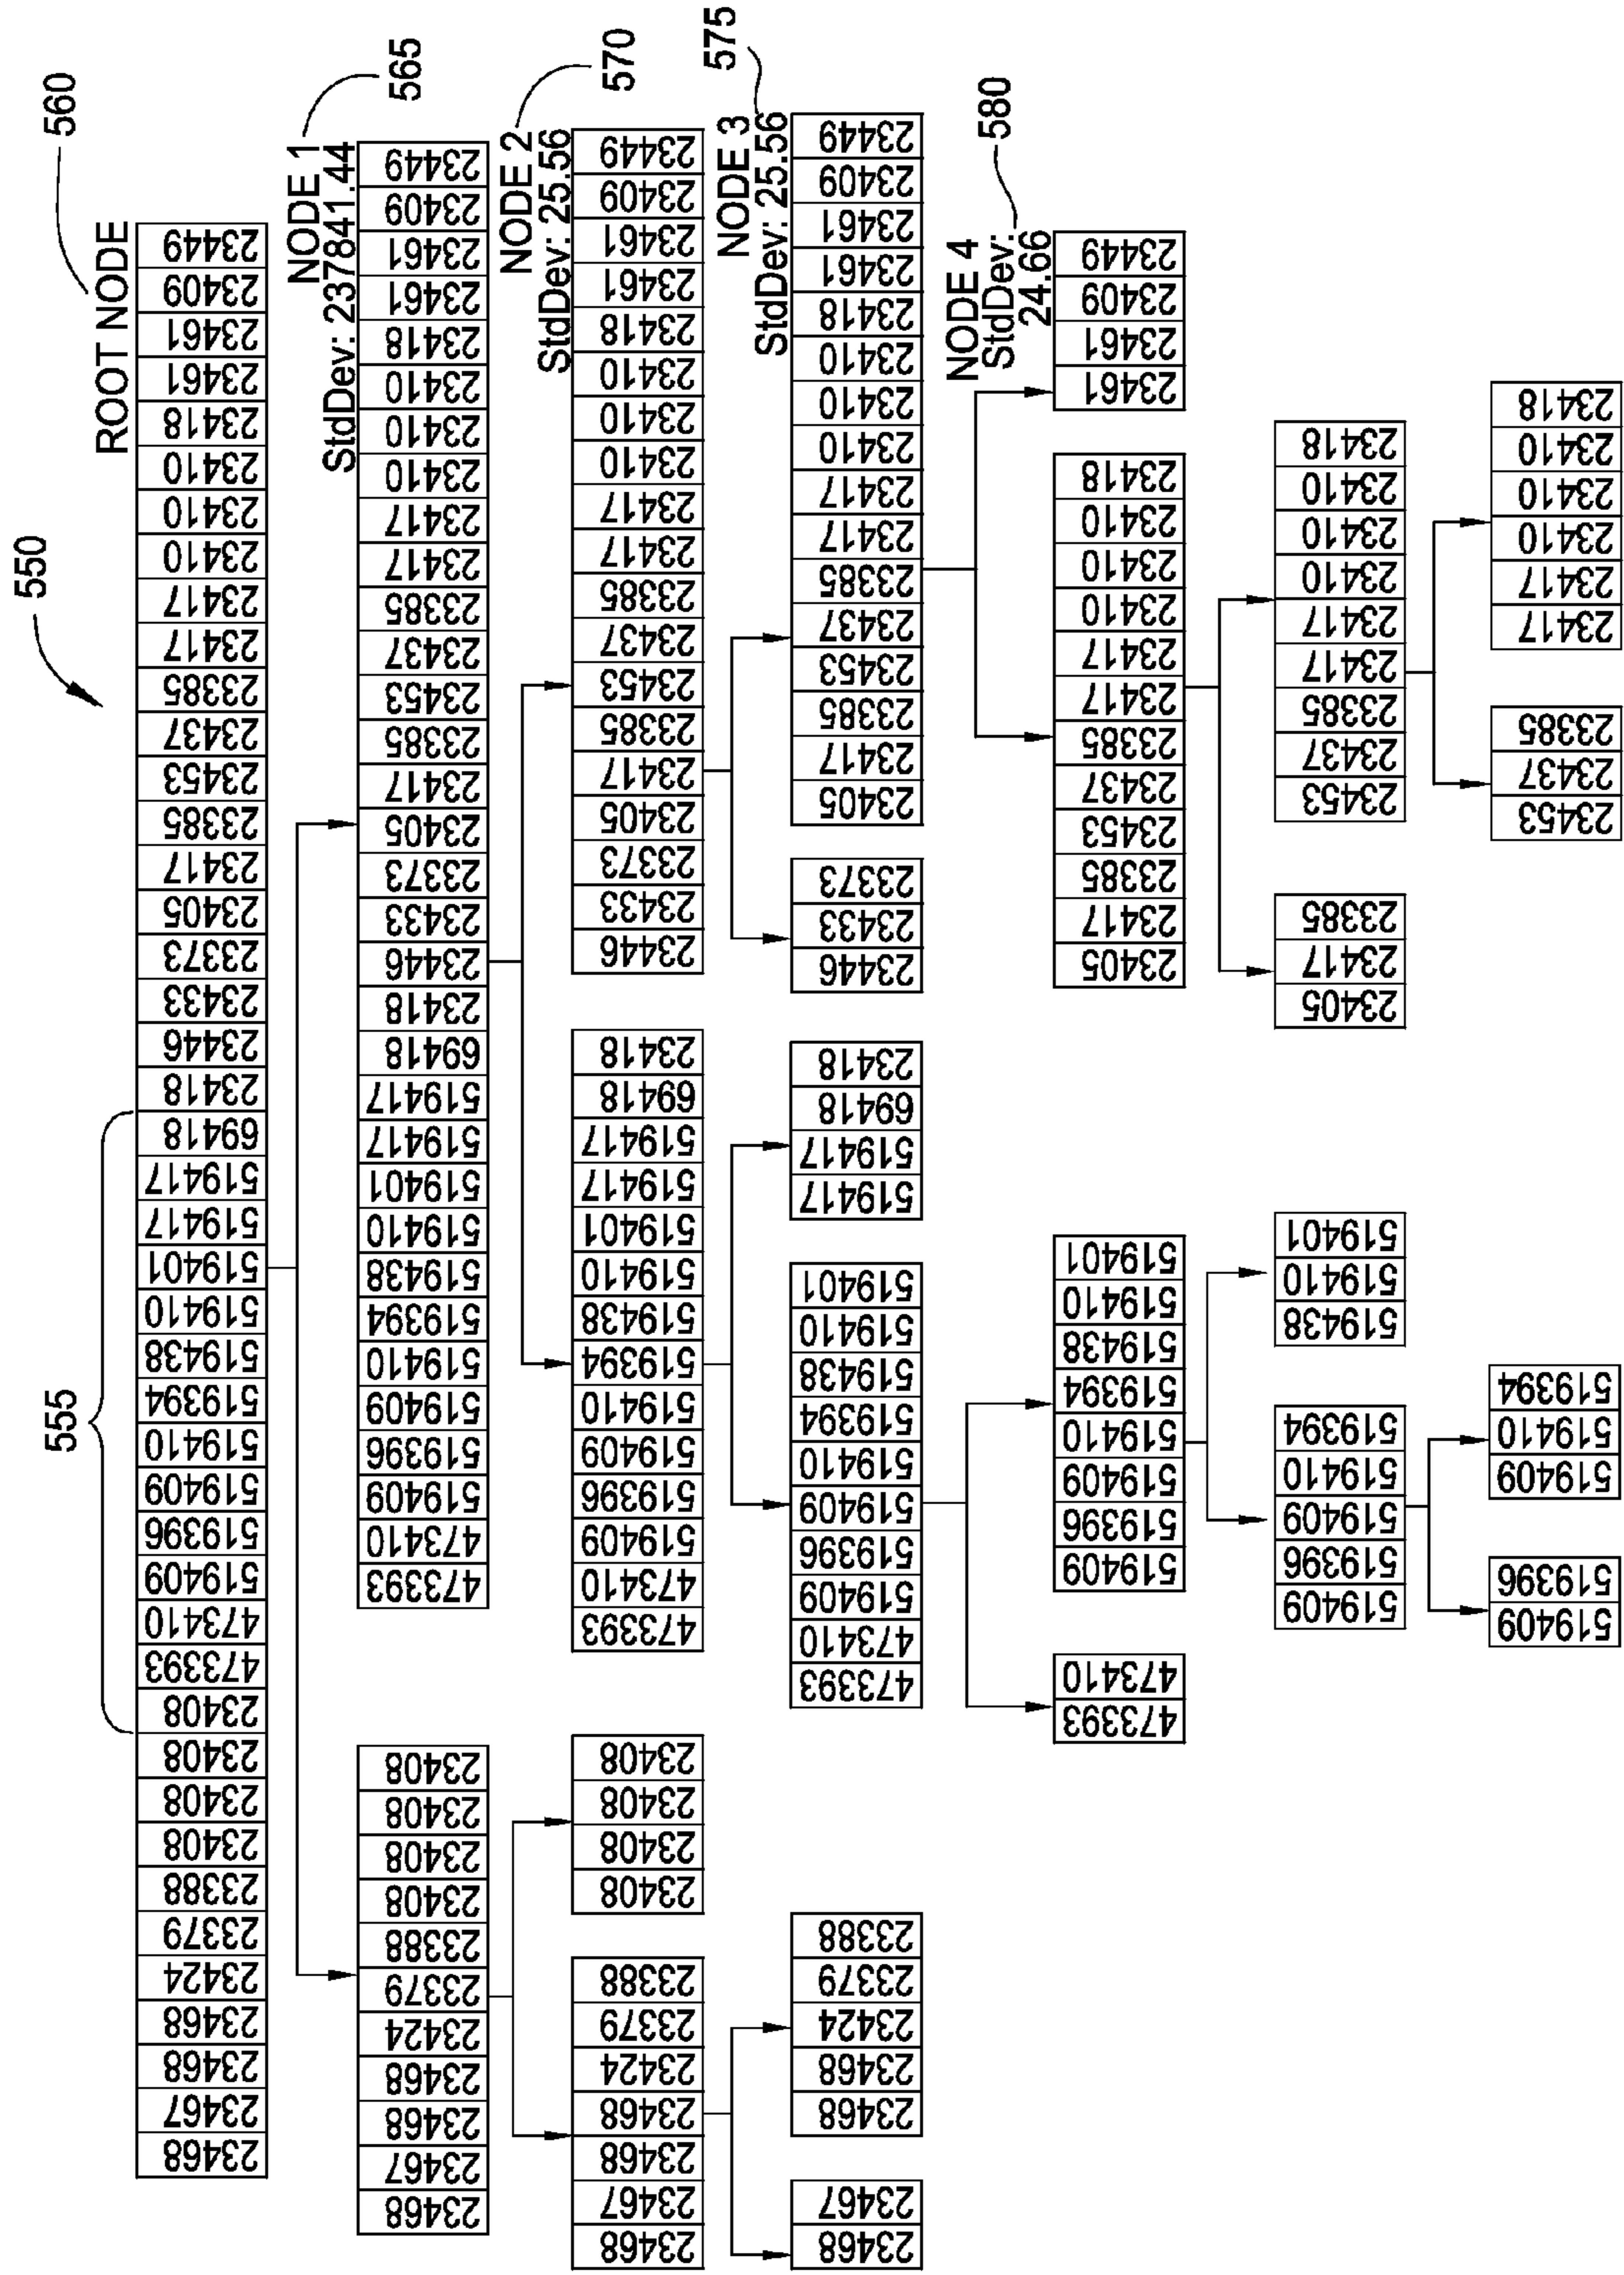 550
560
555
ROOT NODE
23468 23467 23468 23468 23424 23379 23388 23408 23408 23408 23408 473393 473410 519409 519396 519409 519410 519394 519438 519410 519401 519417 519417 69418 23418 23446 23433 23373 23405 23417 23385 23453 23437 23385 23417 23417 23410 23410 23410 23418 23461 23461 23409 23449
NODE 1
565
StdDev: 237841.44
23468 23467 23468 23468 23424 23379 23388 23408 23408 23408 23408
473393 473410 519409 519396 519409 519410 519394 519438 519410 519401 519417 519417 69418 23418 23446 23433 23373 23405 23417 23385 23453 23437 23385 23417 23417 23410 23410 23410 23418 23461 23461 23409 23449
NODE 2
570
StdDev: 25.56
23468 23467 23468 23468 23424 23379 23388
23408 23408 23408 23408
473393 473410 519409 519396 519409 519410 519394 519438 519410 519401 519417 519417 69418 23418
23446 23433 23373 23405 23417 23385 23453 23437 23385 23417 23417 23410 23410 23410 23418 23461 23461 23409 23449
NODE 3
575
StdDev: 25.56
23468 23467
23468 23468 23424 23379 23388
473393 473410 519409 519396 519409 519410 519394 519438 519410 519401
519417 519417 69418 23418
23446 23433 23373
23405 23417 23385 23453 23437 23385 23417 23417 23410 23410 23410 23418 23461 23461 23409 23449
NODE 4
StdDev:
24.66
580
473393 473410
519409 519396 519409 519410 519394 519438 519410 519401
23405 23417 23385 23453 23437 23385 23417 23417 23410 23410 23410 23418
23461 23461 23409 23449
519409 519396 519409 519410 519394
519438 519410 519401
23405 23417 23385
23453 23437 23385 23417 23417 23410 23410 23410 23418
519409 519396
519409 519410 519394
23453 23437 23385
23417 23417 23410 23410 23410 23418